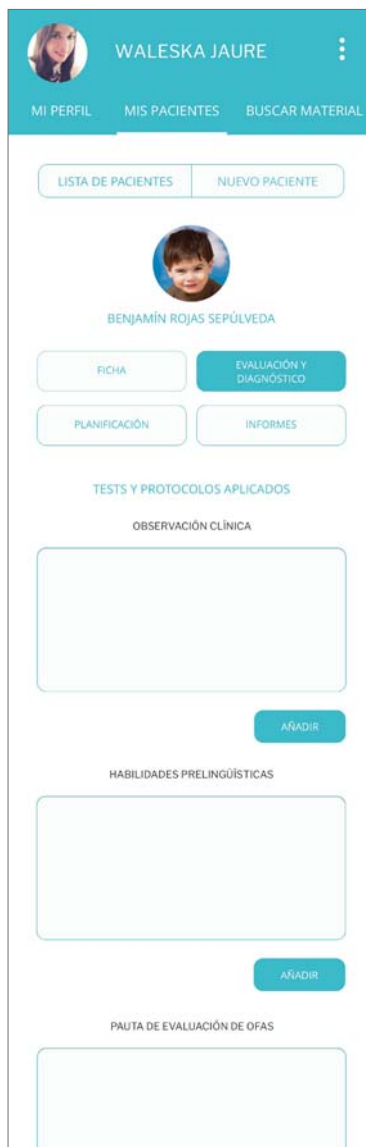 WALESKA JAURE
MI PERFIL MIS PACIENTES BUSCAR MATERIAL
LISTA DE PACIENTES NUEVO PACIENTE
BENJAMÍN ROJAS SEPÚLVEDA
FICHA
EVALUACIÓN Y
DIAGNÓSTICO
PLANIFICACIÓN INFORMES
TESTS Y PROTOCOLOS APLICADOS
OBSERVACIÓN CLÍNICA
AÑADIR
HABILIDADES PRELINGÜÍSTICAS
AÑADIR
PAUTA DE EVALUACIÓN DE OFAS